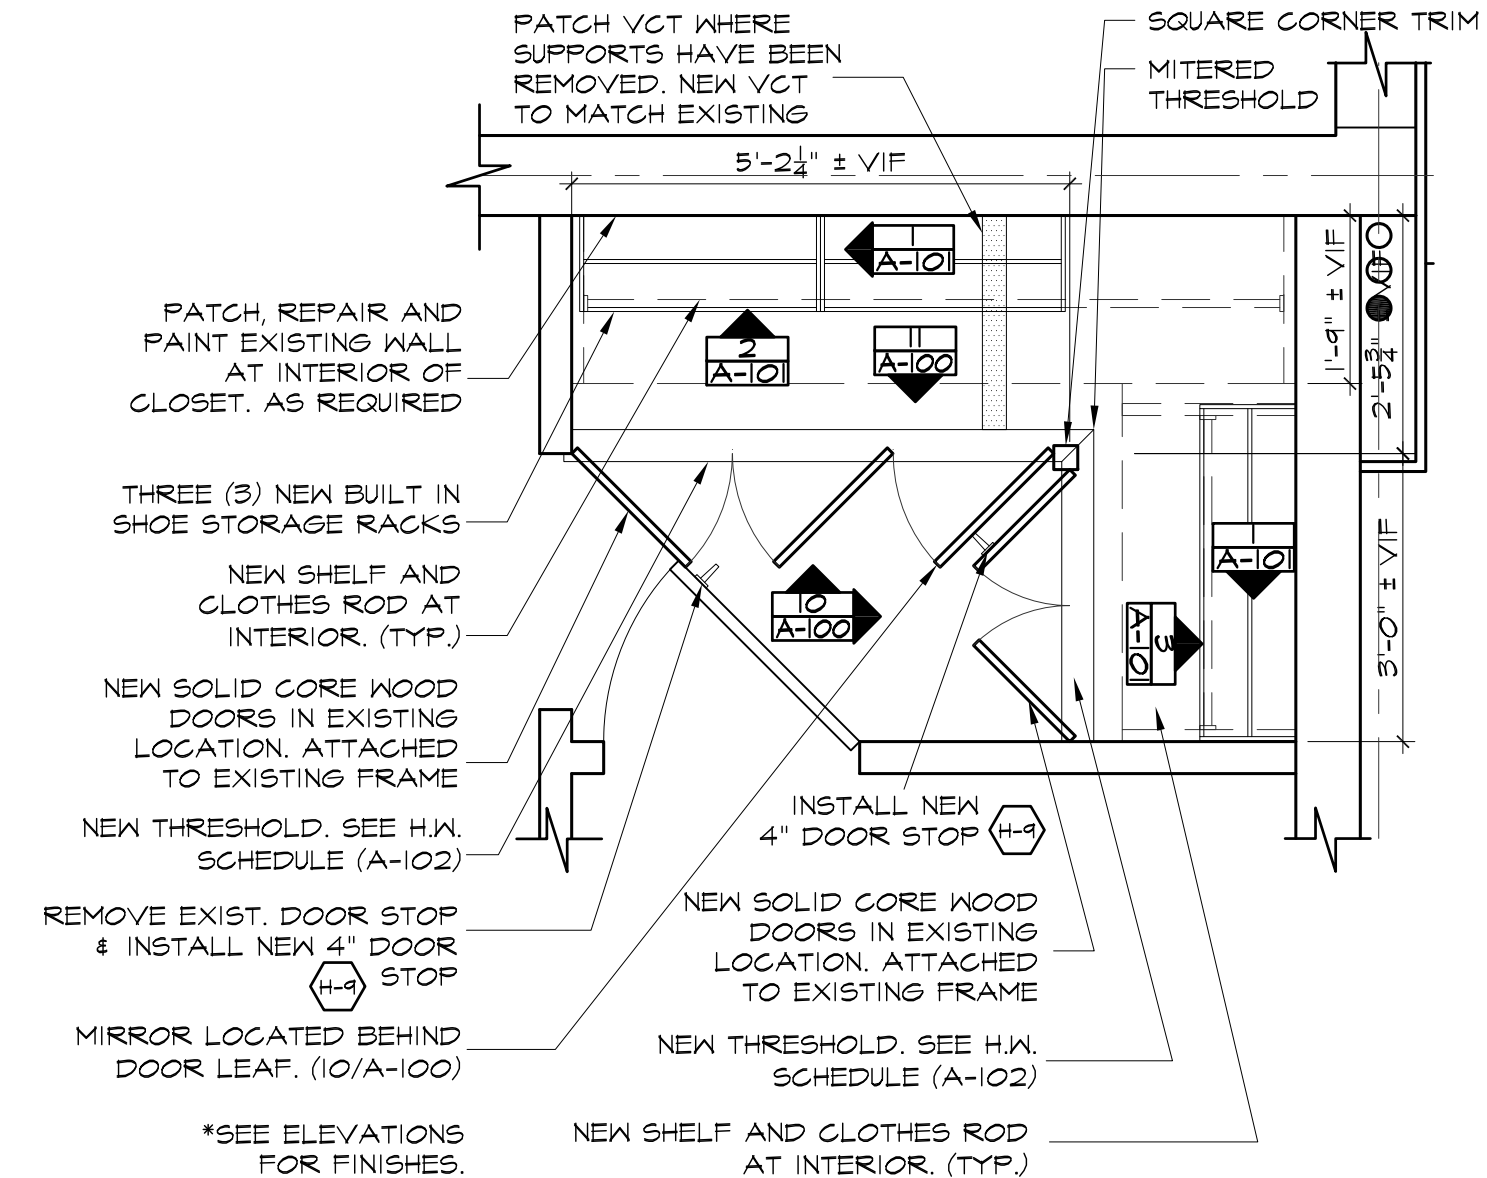 PATCH VCT WHERE
SUPPORTS HAVE BEEN
REMOVED. NEW VCT
TO MATCH EXISTING
SQUARE CORNER TRIM
MITERED
THRESHOLD
5'-2 1/4" ± VIF
1
A-101
1'-9" ± VIF
2'-5 3/4" ± VIF
2
A-101
11
A-100
PATCH, REPAIR AND
PAINT EXISTING WALL
AT INTERIOR OF
CLOSET. AS REQUIRED
THREE (3) NEW BUILT IN
SHOE STORAGE RACKS
NEW SHELF AND
CLOTHES ROD AT
INTERIOR. (TYP.)
10
A-100
1
A-101
3
A-101
3'-0" ± VIF
NEW SOLID CORE WOOD
DOORS IN EXISTING
LOCATION. ATTACHED
TO EXISTING FRAME
NEW THRESHOLD. SEE H.W.
SCHEDULE (A-102)
INSTALL NEW
4" DOOR STOP
H-9
REMOVE EXIST. DOOR STOP
& INSTALL NEW 4" DOOR
STOP
H-9
NEW SOLID CORE WOOD
DOORS IN EXISTING
LOCATION. ATTACHED
TO EXISTING FRAME
MIRROR LOCATED BEHIND
DOOR LEAF. (10/A-100)
NEW THRESHOLD. SEE H.W.
SCHEDULE (A-102)
*SEE ELEVATIONS
FOR FINISHES.
NEW SHELF AND CLOTHES ROD
AT INTERIOR. (TYP.)